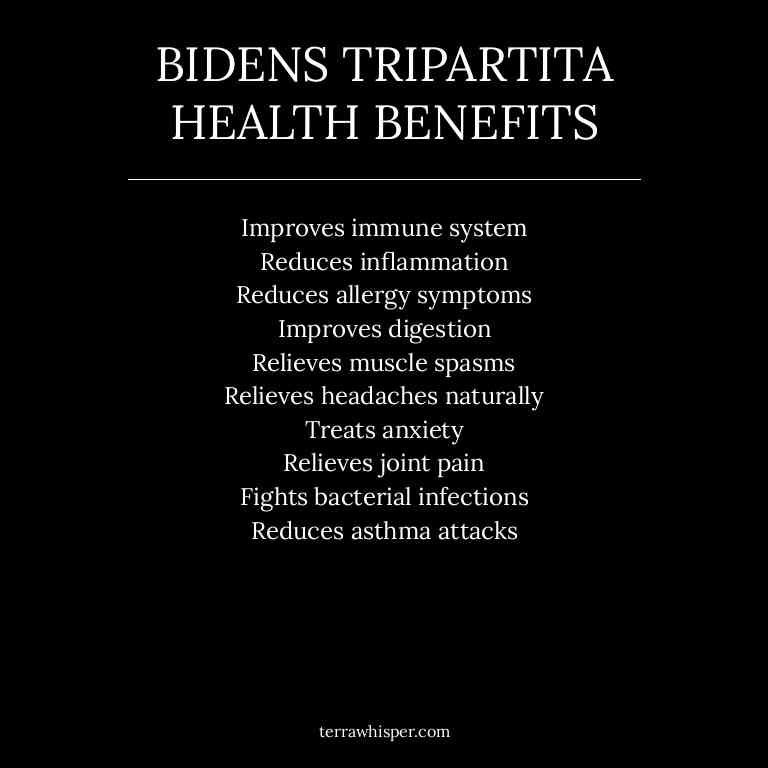 BIDENS TRIPARTITA
HEALTH BENEFITS
Improves immune system
Reduces inflammation
Reduces allergy symptoms
Improves digestion
Relieves muscle spasms
Relieves headaches naturally
Treats anxiety
Relieves joint pain
Fights bacterial infections
Reduces asthma attacks
terrawhisper.com